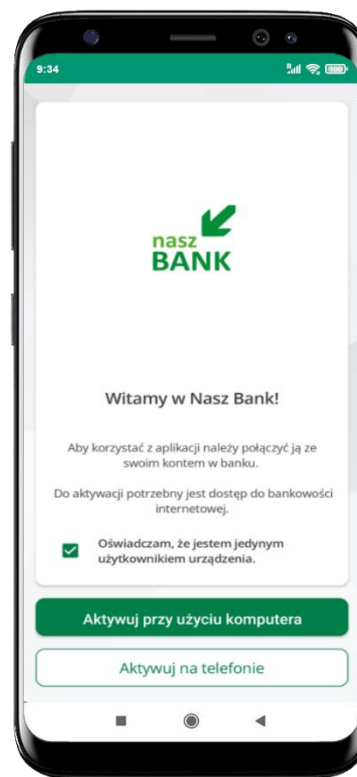 9:34
nasz
BANK
Witamy w Nasz Bank!
Aby korzystać z aplikacji należy połączyć ją ze
swoim kontem w banku.
Do aktywacji potrzebny jest dostęp do bankowości
internetowej.
Oświadczam, że jestem jedynym
użytkownikiem urządzenia.
Aktywuj przy użyciu komputera
Aktywuj na telefonie